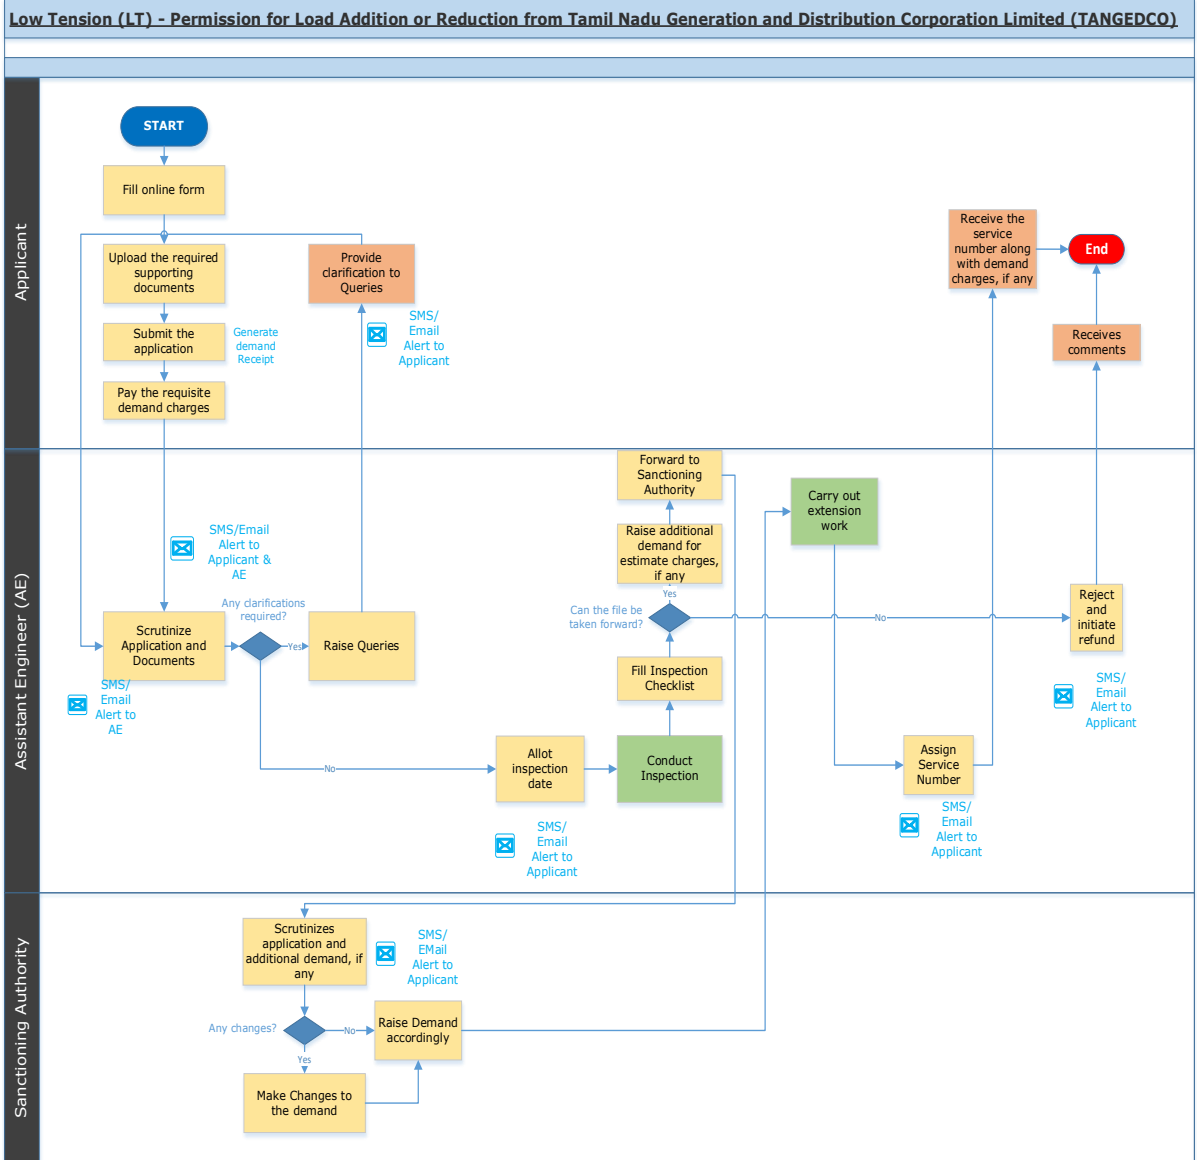 Low Tension (LT) - Permission for Load Addition or Reduction from Tamil Nadu Generation and Distribution Corporation Limited (TANGEDCO)
Applicant
START
Fill online form
Upload the required
supporting
documents
Submit the
application
Generate
demand
Receipt
Pay the requisite
demand charges
Provide
clarification to
Queries
SMS/
Email
Alert to
Applicant
Receive the
service
number along
with demand
charges, if any
End
Receives
comments
Assistant Engineer (AE)
SMS/Email
Alert to
Applicant &
AE
Scrutinize
Application and
Documents
SMS/
Email
Alert to
AE
Any clarifications
required?
Yes
Raise Queries
No
Allot
inspection
date
SMS/
Email
Alert to
Applicant
Conduct
Inspection
Fill Inspection
Checklist
Can the file be
taken forward?
Yes
Raise additional
demand for
estimate charges,
if any
Forward to
Sanctioning
Authority
No
Carry out
extension
work
Assign
Service
Number
SMS/
Email
Alert to
Applicant
Reject
and
initiate
refund
SMS/
Email
Alert to
Applicant
Sanctioning Authority
Scrutinizes
application and
additional demand, if
any
SMS/
EMail
Alert to
Applicant
Any changes?
No
Raise Demand
accordingly
Yes
Make Changes to
the demand